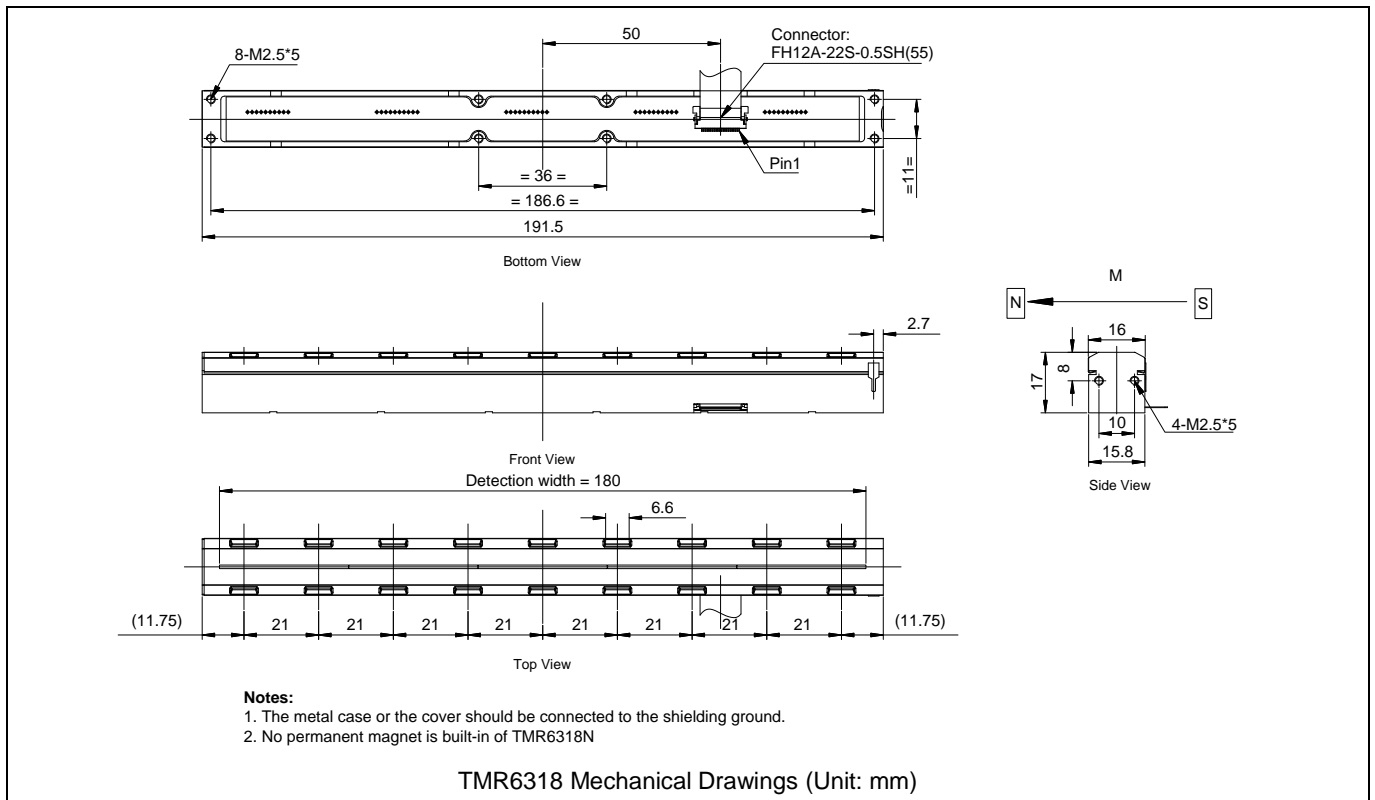 50
Connector:
FH12A-22S-0.5SH(55)
8-M2.5*5
Pin1
=11=
= 36 =
= 186.6 =
191.5
Bottom View
2.7
Front View
M
N
S
16
17
8
10
15.8
4-M2.5*5
Side View
Detection width = 180
6.6
(11.75) 21 21 21 21 21 21 21 21 (11.75)
Top View
Notes:
1. The metal case or the cover should be connected to the shielding ground.
2. No permanent magnet is built-in of TMR6318N
TMR6318 Mechanical Drawings (Unit: mm)